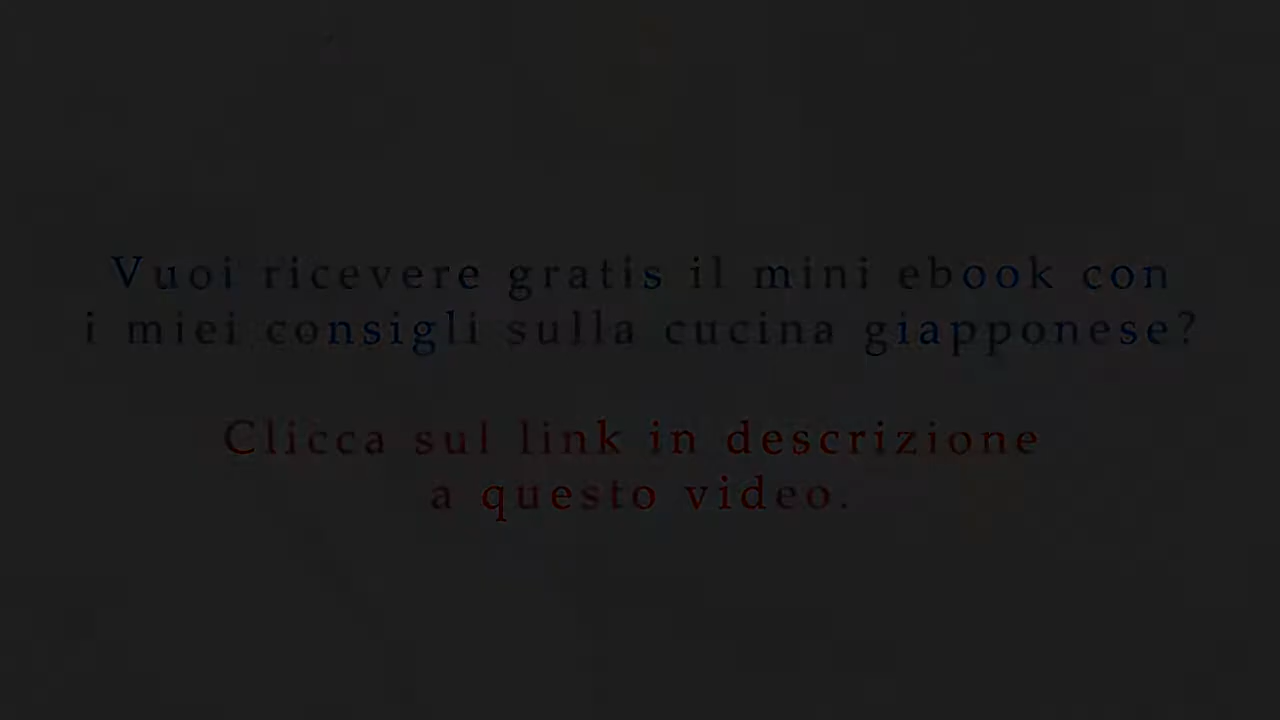 Vuoi ricevere gratis il mini ebook con
i miei consigli sulla cucina giapponese?
Clicca sul link in descrizione
a questo video.